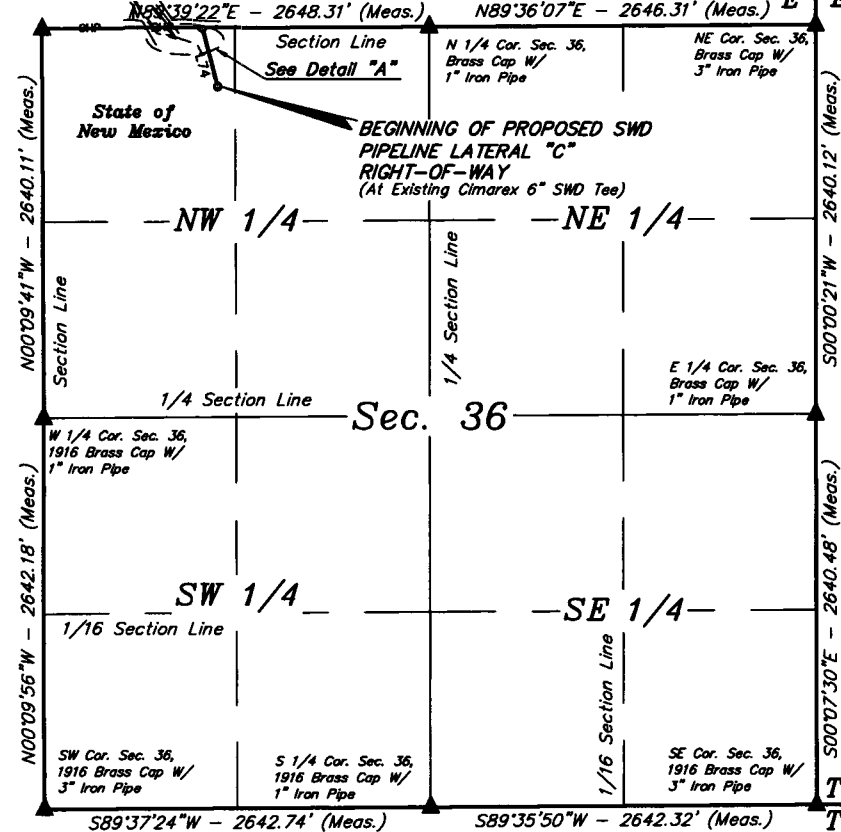 N89°39'22"E - 2648.31' (Meas.)
N89°36'07"E - 2646.31' (Meas.)
E
OHP
OHP
Section Line
See Detail "A"
L74
N 1/4 Cor. Sec. 36,
Brass Cap W/
1" Iron Pipe
NE Cor. Sec. 36,
Brass Cap W/
3" Iron Pipe
State of
New Mexico
BEGINNING OF PROPOSED SWD
PIPELINE LATERAL "C"
RIGHT-OF-WAY
(At Existing Cimarex 6" SWD Tee)
N00°09'41"W - 2640.11' (Meas.)
S00°00'21"W - 2640.12' (Meas.)
NW 1/4
NE 1/4
Section Line
1/4 Section Line
E 1/4 Cor. Sec. 36,
Brass Cap W/
1" Iron Pipe
1/4 Section Line
Sec. 36
W 1/4 Cor. Sec. 36,
1916 Brass Cap W/
1" Iron Pipe
N00°09'56"W - 2642.18' (Meas.)
S00°07'30"E - 2640.48' (Meas.)
SW 1/4
SE 1/4
1/16 Section Line
1/16 Section Line
SW Cor. Sec. 36,
1916 Brass Cap W/
3" Iron Pipe
S 1/4 Cor. Sec. 36,
1916 Brass Cap W/
1" Iron Pipe
SE Cor. Sec. 36,
1916 Brass Cap W/
3" Iron Pipe
T
T
S89°37'24"W - 2642.74' (Meas.)
S89°35'50"W - 2642.32' (Meas.)